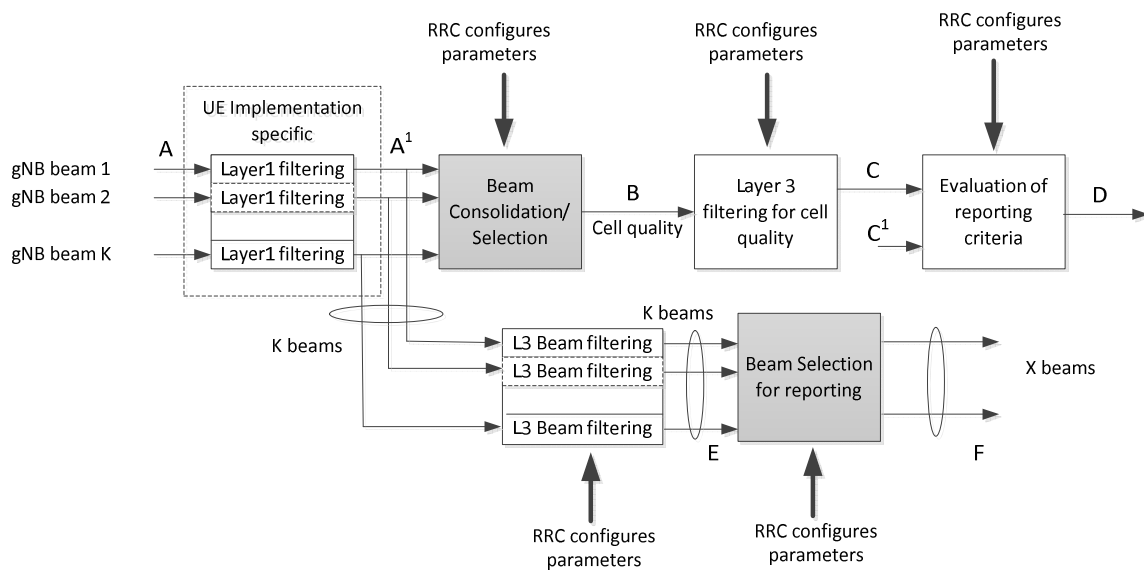 RRC configures
parameters
RRC configures
parameters
RRC configures
parameters
UE Implementation
specific
A
A¹
gNB beam 1
gNB beam 2
gNB beam K
Layer1 filtering
Layer1 filtering
Layer1 filtering
Beam
Consolidation/
Selection
B
Cell quality
Layer 3
filtering for cell
quality
C
C¹
Evaluation of
reporting
criteria
D
K beams
L3 Beam filtering
L3 Beam filtering
L3 Beam filtering
K beams
E
Beam Selection
for reporting
X beams
F
RRC configures
parameters
RRC configures
parameters